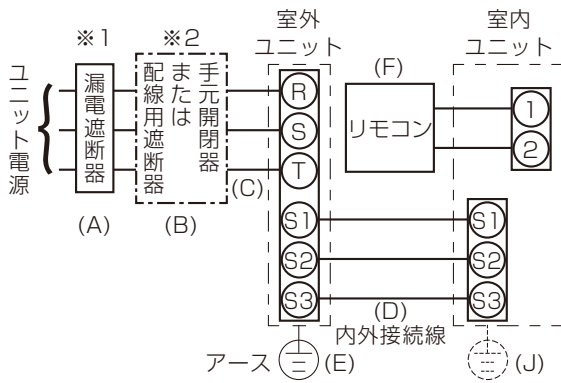 ※1
※2
室外
ユニット
室内
ユニット
ユニット電源
漏電遮断器
手元開閉器
または
配線用遮断器
(A)
(B)
(C)
R
S
T
S1
S2
S3
(F)
リモコン
1
2
S1
S2
S3
(D)
内外接続線
アース
(E)
(J)